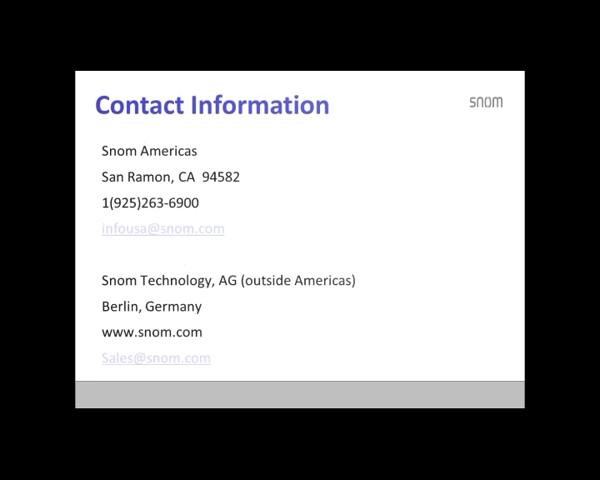 Contact Information
snom
Snom Americas
San Ramon, CA  94582
1(925)263-6900
infousa@snom.com
Snom Technology, AG (outside Americas)
Berlin, Germany
www.snom.com
Sales@snom.com